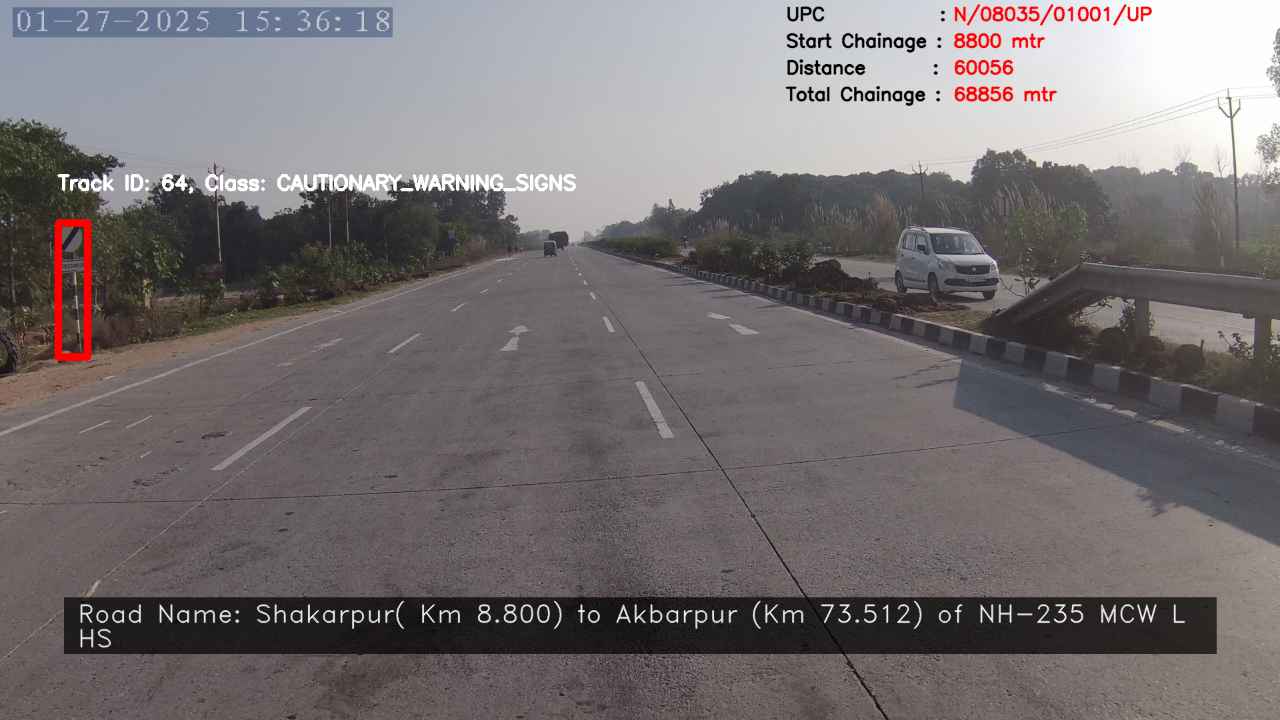 01-27-2025 15:36:18
UPC : N/08035/01001/UP
Start Chainage : 8800 mtr
Distance : 60056
Total Chainage : 68856 mtr
Track ID: 64, Class: CAUTIONARY_WARNING_SIGNS
Road Name: Shakarpur( Km 8.800) to Akbarpur (Km 73.512) of NH-235 MCW L
HS